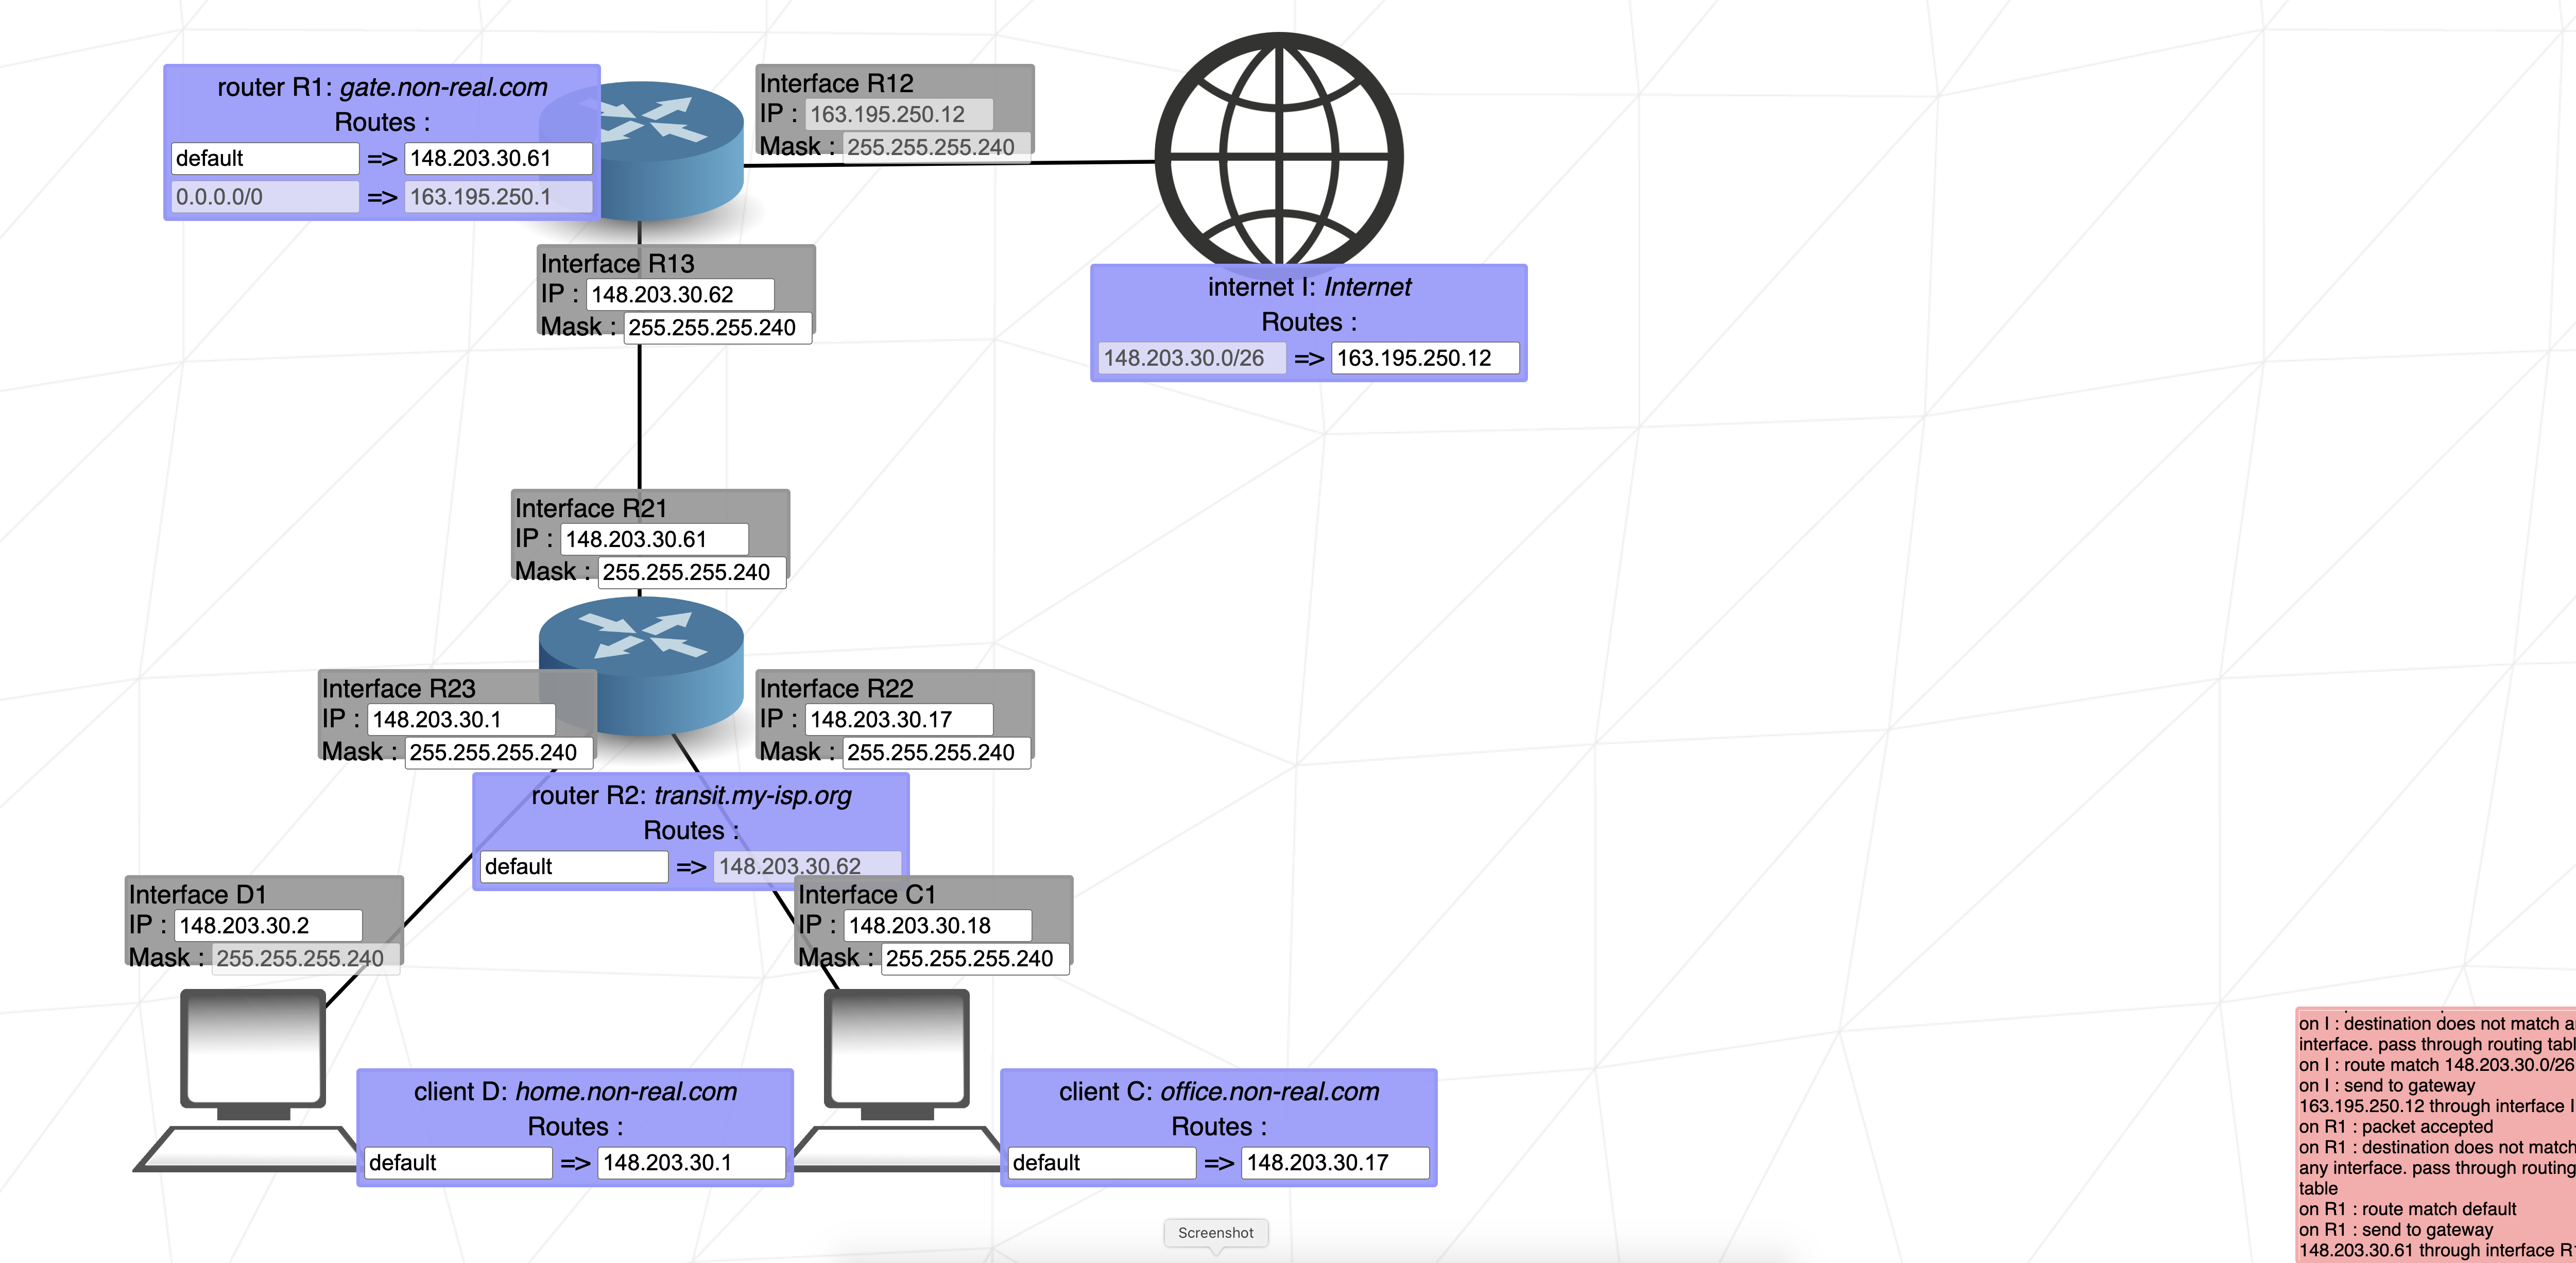 router R1: gate.non-real.com
Routes :
default => 148.203.30.61
0.0.0.0/0 => 163.195.250.1
Interface R12
IP : 163.195.250.12
Mask : 255.255.255.240
Interface R13
IP : 148.203.30.62
Mask : 255.255.255.240
internet I: Internet
Routes :
148.203.30.0/26 => 163.195.250.12
Interface R21
IP : 148.203.30.61
Mask : 255.255.255.240
Interface R23
IP : 148.203.30.1
Mask : 255.255.255.240
Interface R22
IP : 148.203.30.17
Mask : 255.255.255.240
router R2: transit.my-isp.org
Routes :
default => 148.203.30.62
Interface D1
IP : 148.203.30.2
Mask : 255.255.255.240
Interface C1
IP : 148.203.30.18
Mask : 255.255.255.240
client D: home.non-real.com
Routes :
default => 148.203.30.1
client C: office.non-real.com
Routes :
default => 148.203.30.17
on I : destination does not match
interface. pass through routing
on I : route match 148.203.30.0/26
on I : send to gateway
163.195.250.12 through interface
on R1 : packet accepted
on R1 : destination does not match
any interface. pass through routing
table
on R1 : route match default
on R1 : send to gateway
148.203.30.61 through interface
Screenshot